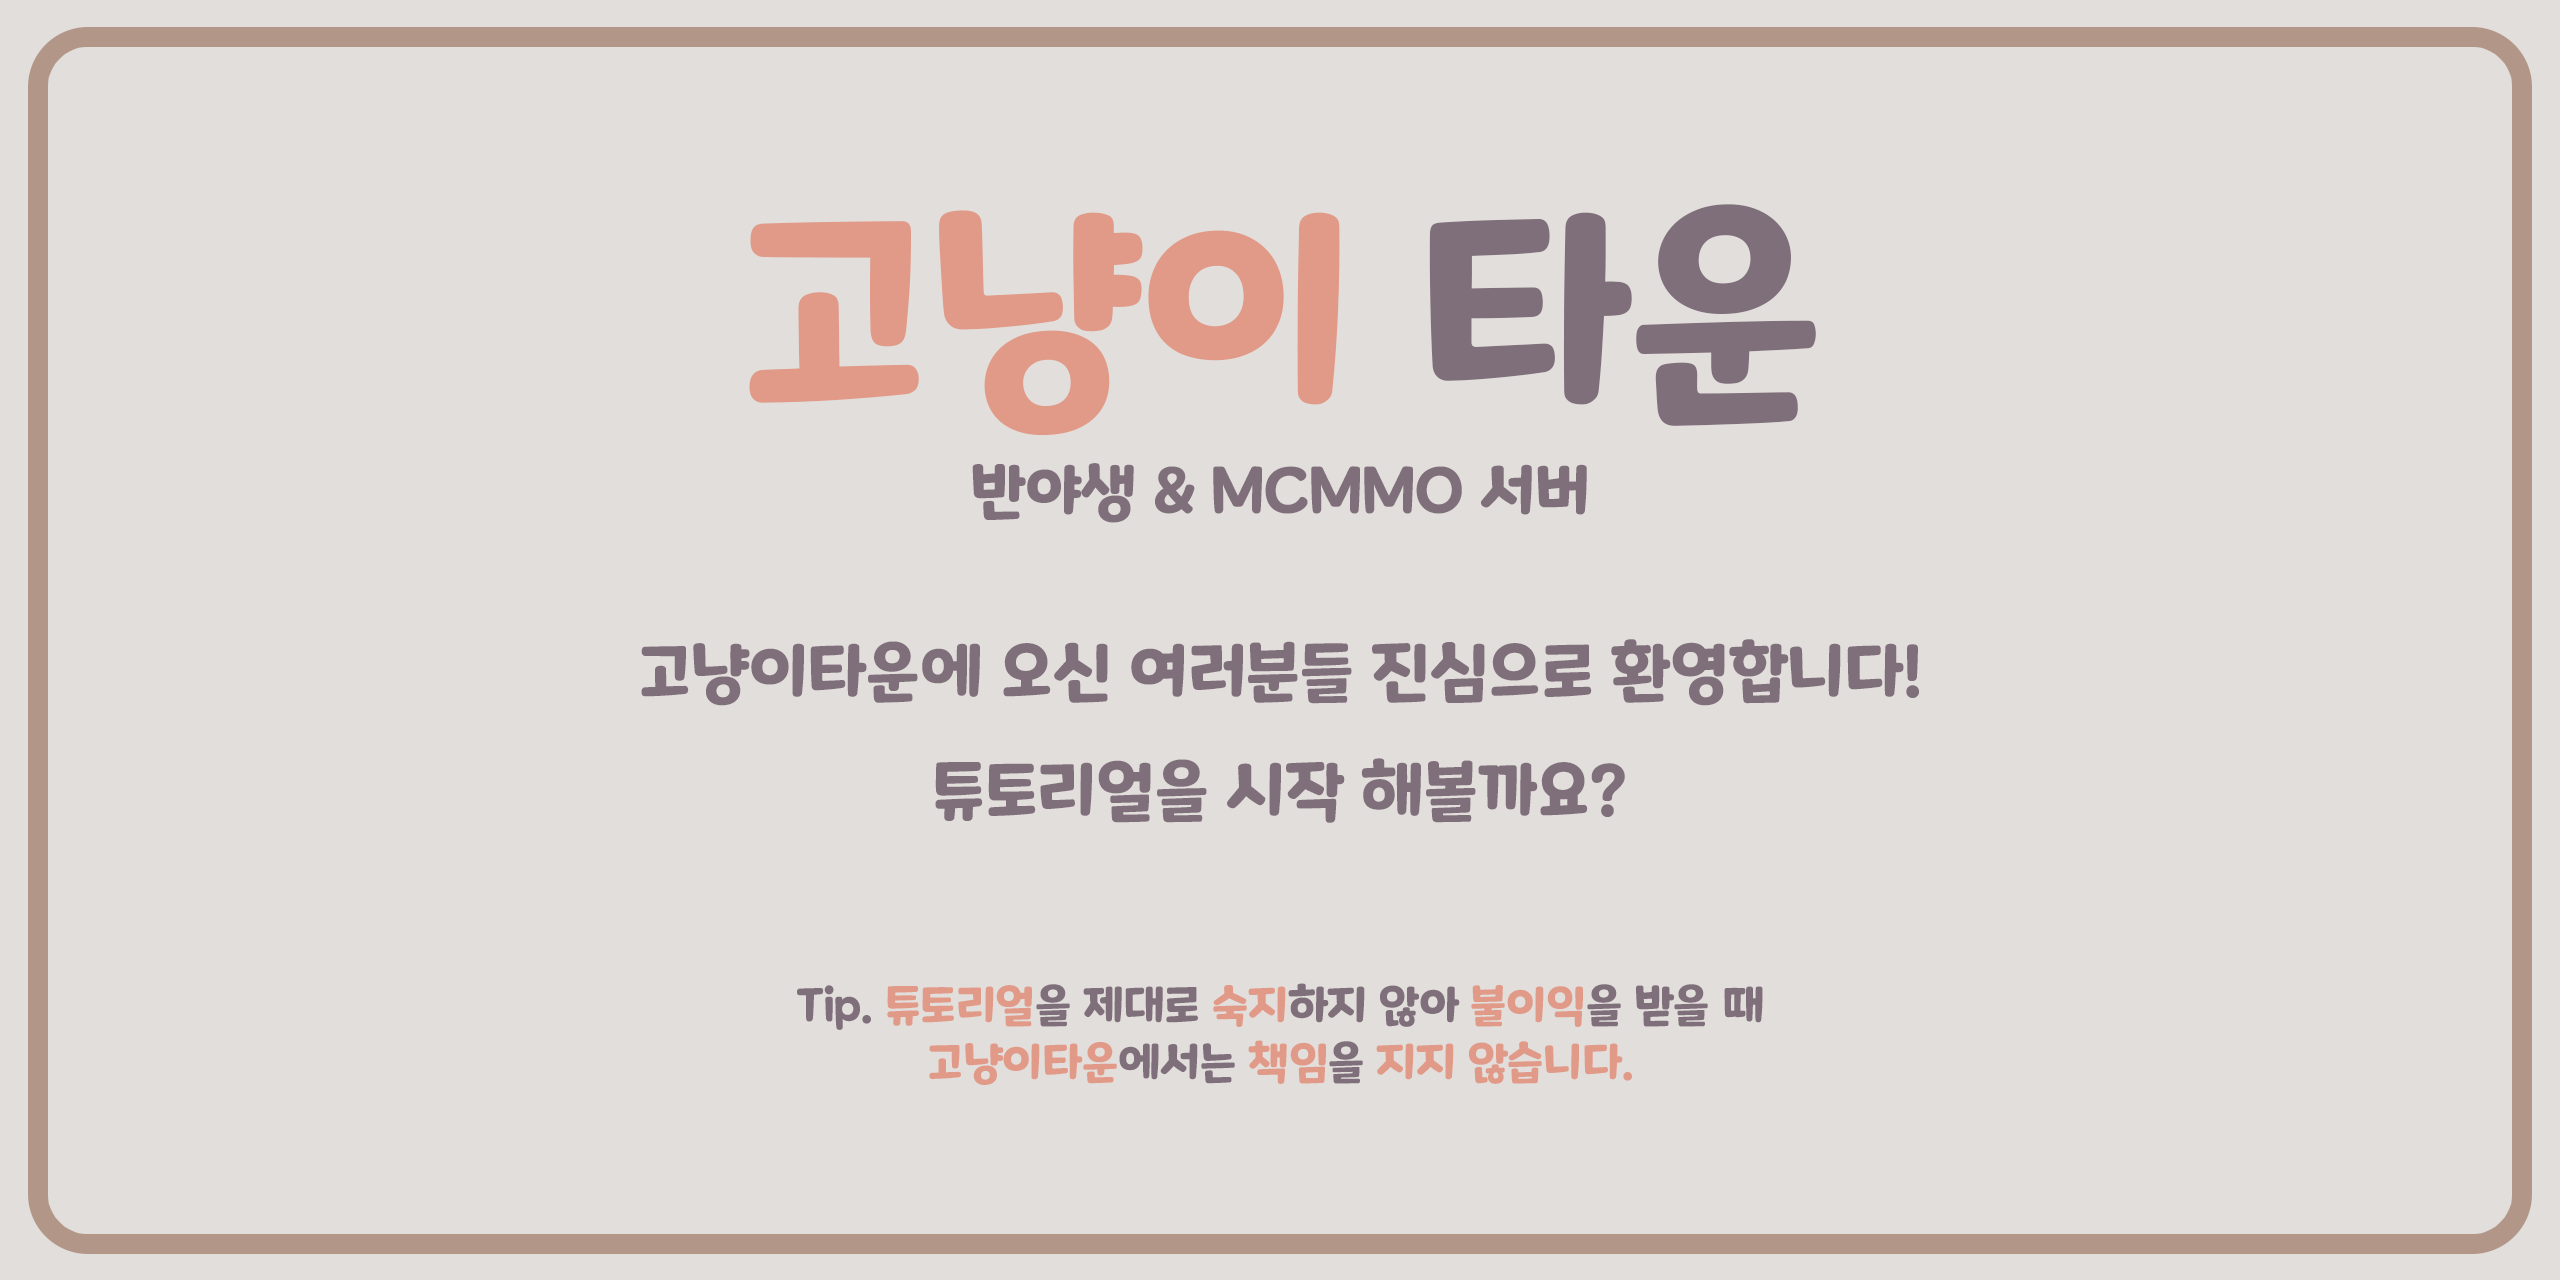 고냥이 타운
반야생 & MCMMO 서버
고냥이타운에 오신 여러분들 진심으로 환영합니다!
튜토리얼을 시작 해볼까요?
Tip. 튜토리얼을 제대로 숙지하지 않아 불이익을 받을 때
고냥이타운에서는 책임을 지지 않습니다.